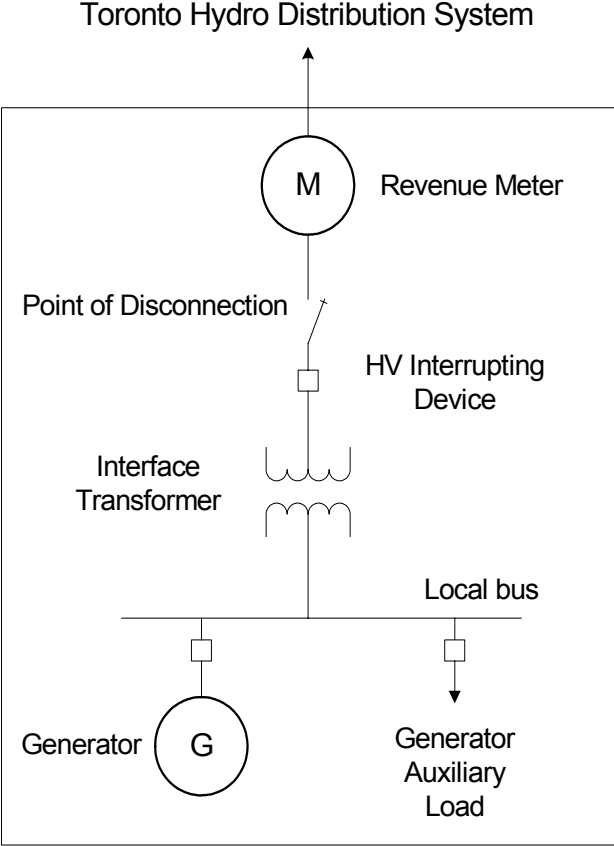 Toronto Hydro Distribution System
M
Revenue Meter
Point of Disconnection
HV Interrupting
Device
Interface
Transformer
Local bus
Generator
G
Generator
Auxiliary
Load